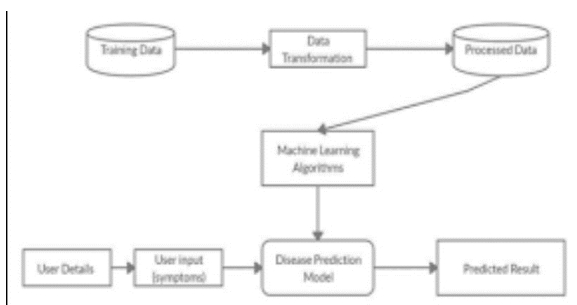 Training Data
Data
Transformation
Processed Data
Machine Learning
Algorithms
User Details
User input
(symptoms)
Disease Prediction
Model
Predicted Result